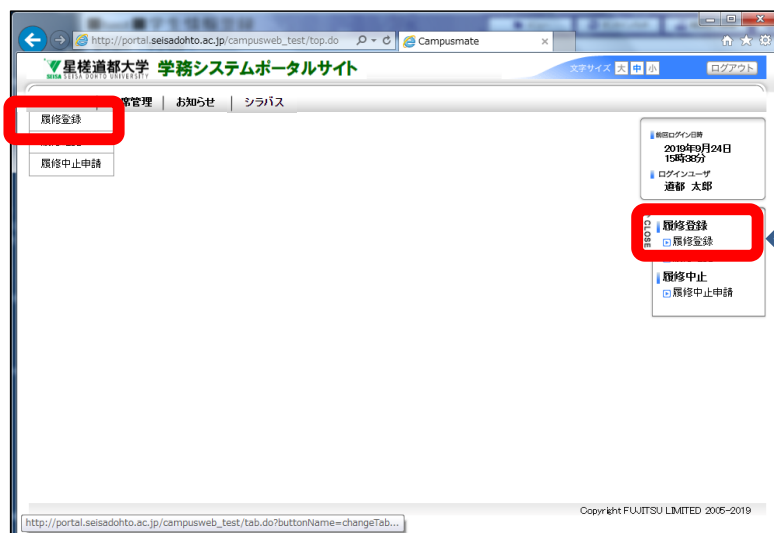 http://portal.seisadohto.ac.jp/campusweb_test/top.do
Campusmate
星槎道都大学 学務システムポータルサイト
SEISA DOHTO UNIVERSITY
文字サイズ 大 中 小
ログアウト
席管理 | お知らせ | シラバス
履修登録
履修中止申請
前回ログイン日時
2019年9月24日
15時38分
ログインユーザ
道都 太郎
CLOSE
履修登録
履修登録
履修中止
履修中止申請
Copyright FUJITSU LIMITED 2005-2019
http://portal.seisadohto.ac.jp/campusweb_test/tab.do?buttonName=changeTab...